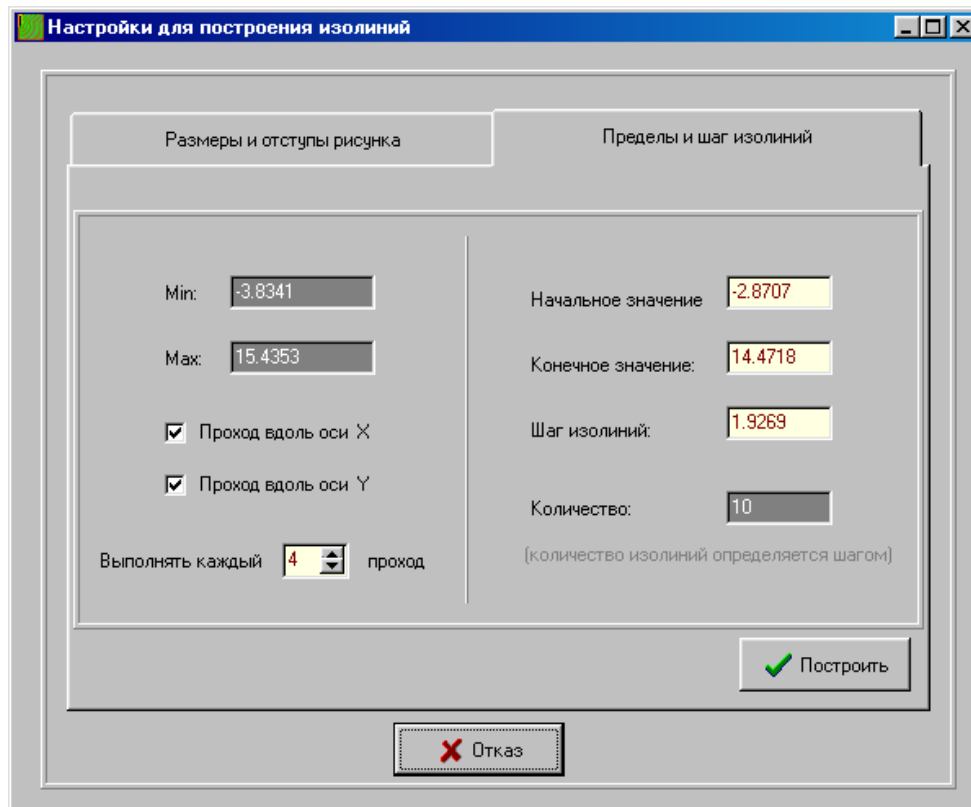 Настройки для построения изолиний
Размеры и отступы рисунка
Пределы и шаг изолиний
Min: -3.8341
Max: 15.4353
Проход вдоль оси X
Проход вдоль оси Y
Выполнять каждый 4 проход
Начальное значение -2.8707
Конечное значение: 14.4718
Шаг изолиний: 1.9269
Количество: 10
(количество изолиний определяется шагом)
Построить
Отказ